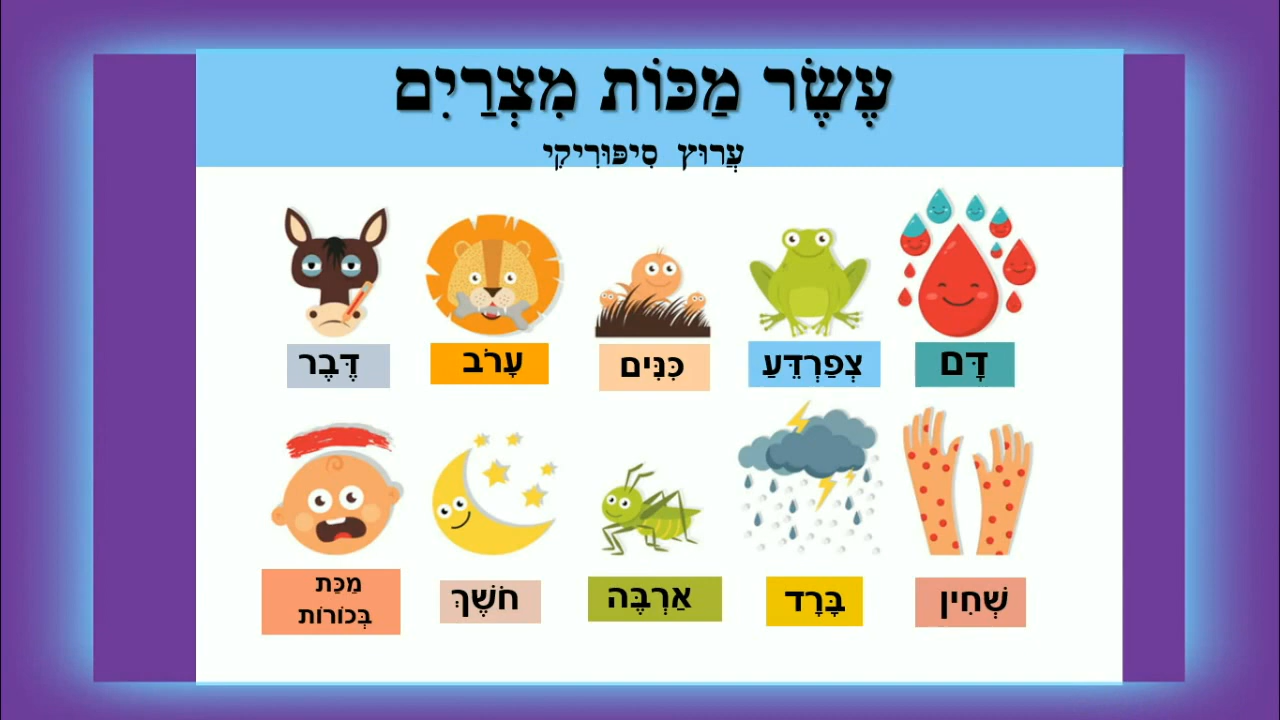 עֶשֶׂר מַכּוֹת מִצְרַיִם
עֲרוּץ סִיפּוּרִיקִי
דָּם
צְפַרְדֵּעַ
כִּנִּים
עָרֹב
דֶּבֶר
שְׁחִין
בָּרָד
אַרְבֶּה
חֹשֶׁךְ
מַכַּת
בְּכוֹרוֹת